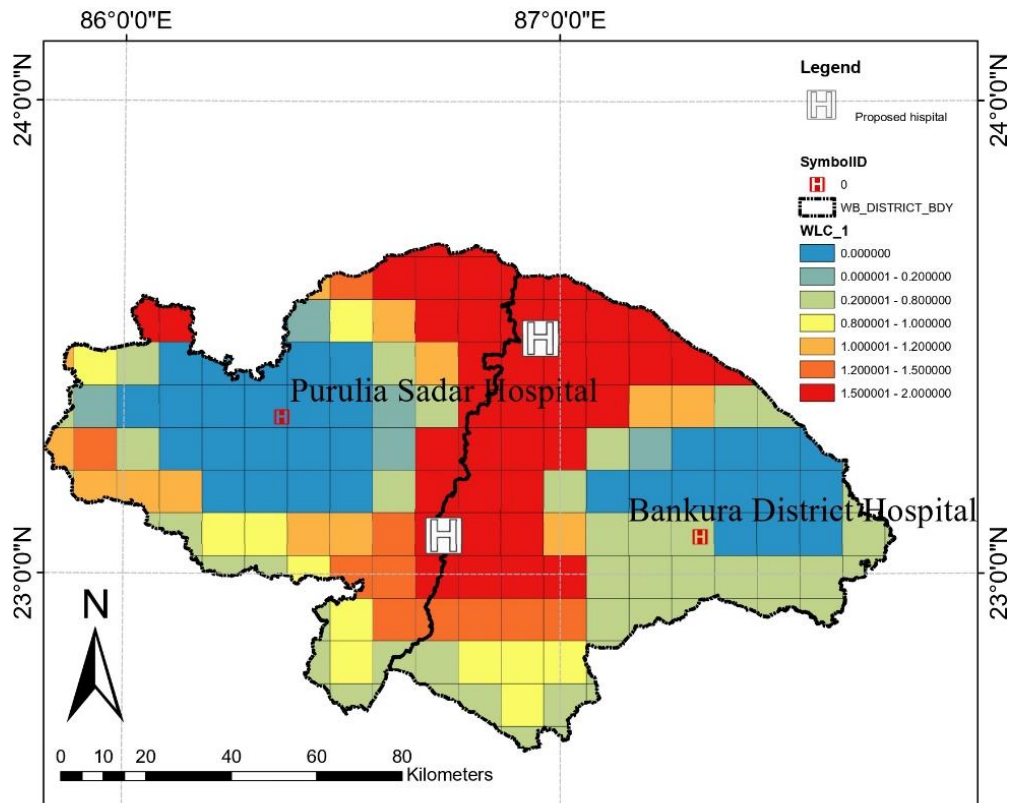 86°0'0"E
87°0'0"E
24°0'0"N
24°0'0"N
Legend
H
Proposed hispital
SymbolID
H 0
WB_DISTRICT_BDY
WLC_1
0.000000
0.000001 - 0.200000
0.200001 - 0.800000
0.800001 - 1.000000
1.000001 - 1.200000
1.200001 - 1.500000
1.500001 - 2.000000
H
Purulia Sadar Hospital
H
Bankura District Hospital
H
H
23°0'0"N
23°0'0"N
N
0 10 20 40 60 80
Kilometers